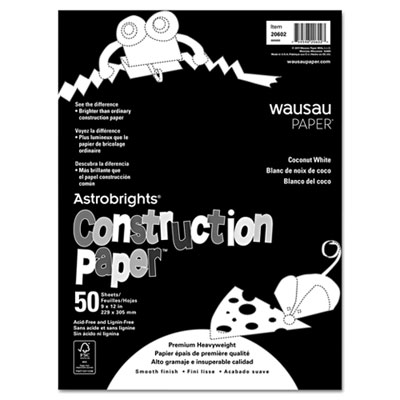 Item
20602
wausaupaper.com
wausau
PAPER
See the difference
• Brighter than ordinary
construction paper
Voyez la différence
• Plus lumineux que le
papier de bricolage
ordinaire
Descubra la diferencia
• Más brillante que
el papel construcción
común
Coconut White
Blanc de noix de coco
Blanco del coco
Astrobrights
Construction
Paper™
50 Sheets/
Feuilles/Hojas
9 x 12 in
229 x 305 mm
Acid-Free and Lignin-Free
Sans acide et sans lignine
Sin ácido ni sin lignina
FSC
Premium Heavyweight
Papier épais de première qualité
Alto gramaje e insuperable calidad
Smooth finish • Fini lisse • Acabado suave